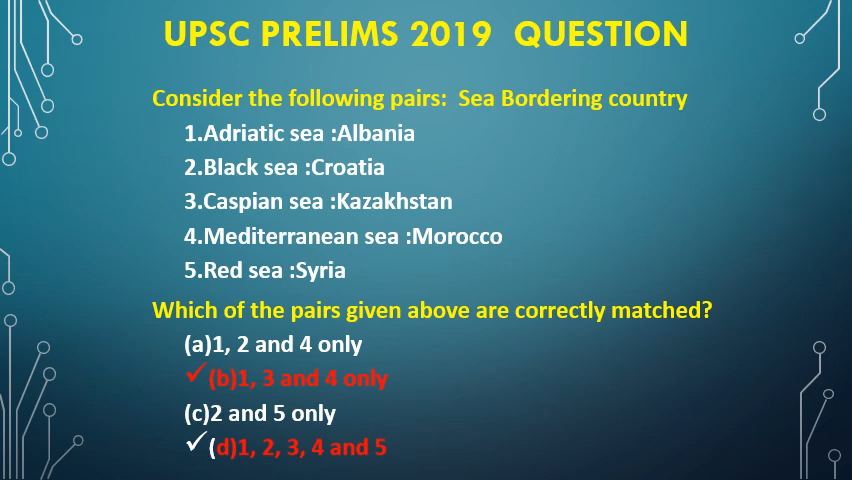 UPSC PRELIMS 2019 QUESTION
Consider the following pairs: Sea Bordering country
1.Adriatic sea :Albania
2.Black sea :Croatia
3.Caspian sea :Kazakhstan
4.Mediterranean sea :Morocco
5.Red sea :Syria
Which of the pairs given above are correctly matched?
(a)1, 2 and 4 only
✓(b)1, 3 and 4 only
(c)2 and 5 only
✓(d)1, 2, 3, 4 and 5